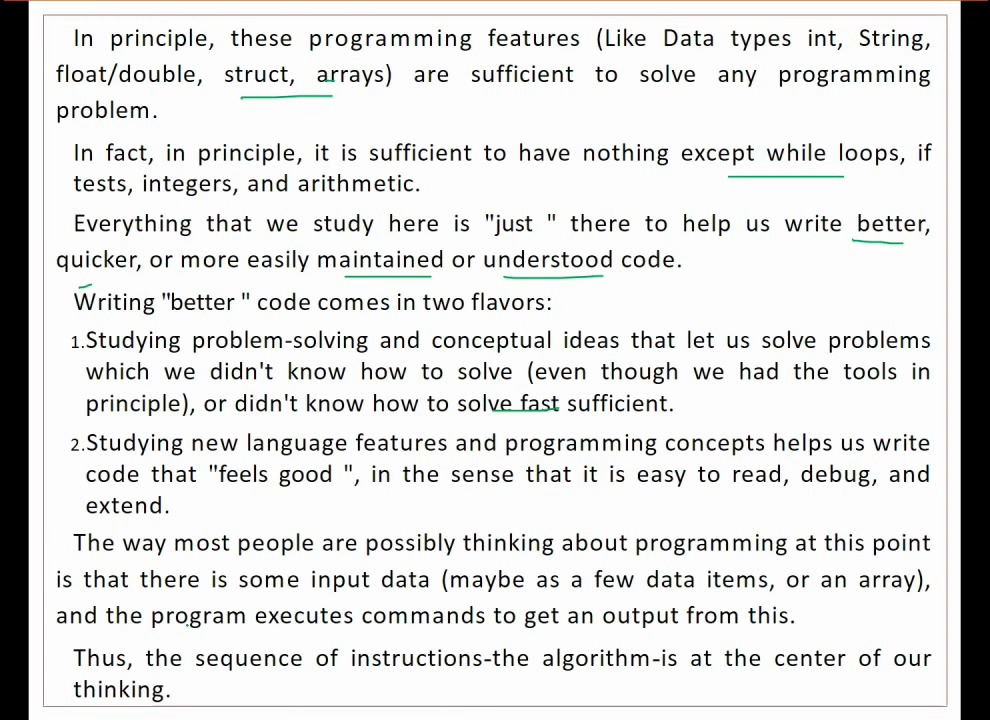 In principle, these programming features (Like Data types int, String,
float/double, struct, arrays) are sufficient to solve any programming
problem.
In fact, in principle, it is sufficient to have nothing except while loops, if
tests, integers, and arithmetic.
Everything that we study here is "just " there to help us write better,
quicker, or more easily maintained or understood code.
Writing "better " code comes in two flavors:
1.Studying problem-solving and conceptual ideas that let us solve problems
which we didn't know how to solve (even though we had the tools in
principle), or didn't know how to solve fast sufficient.
2.Studying new language features and programming concepts helps us write
code that "feels good ", in the sense that it is easy to read, debug, and
extend.
The way most people are possibly thinking about programming at this point
is that there is some input data (maybe as a few data items, or an array),
and the program executes commands to get an output from this.
Thus, the sequence of instructions-the algorithm-is at the center of our
thinking.